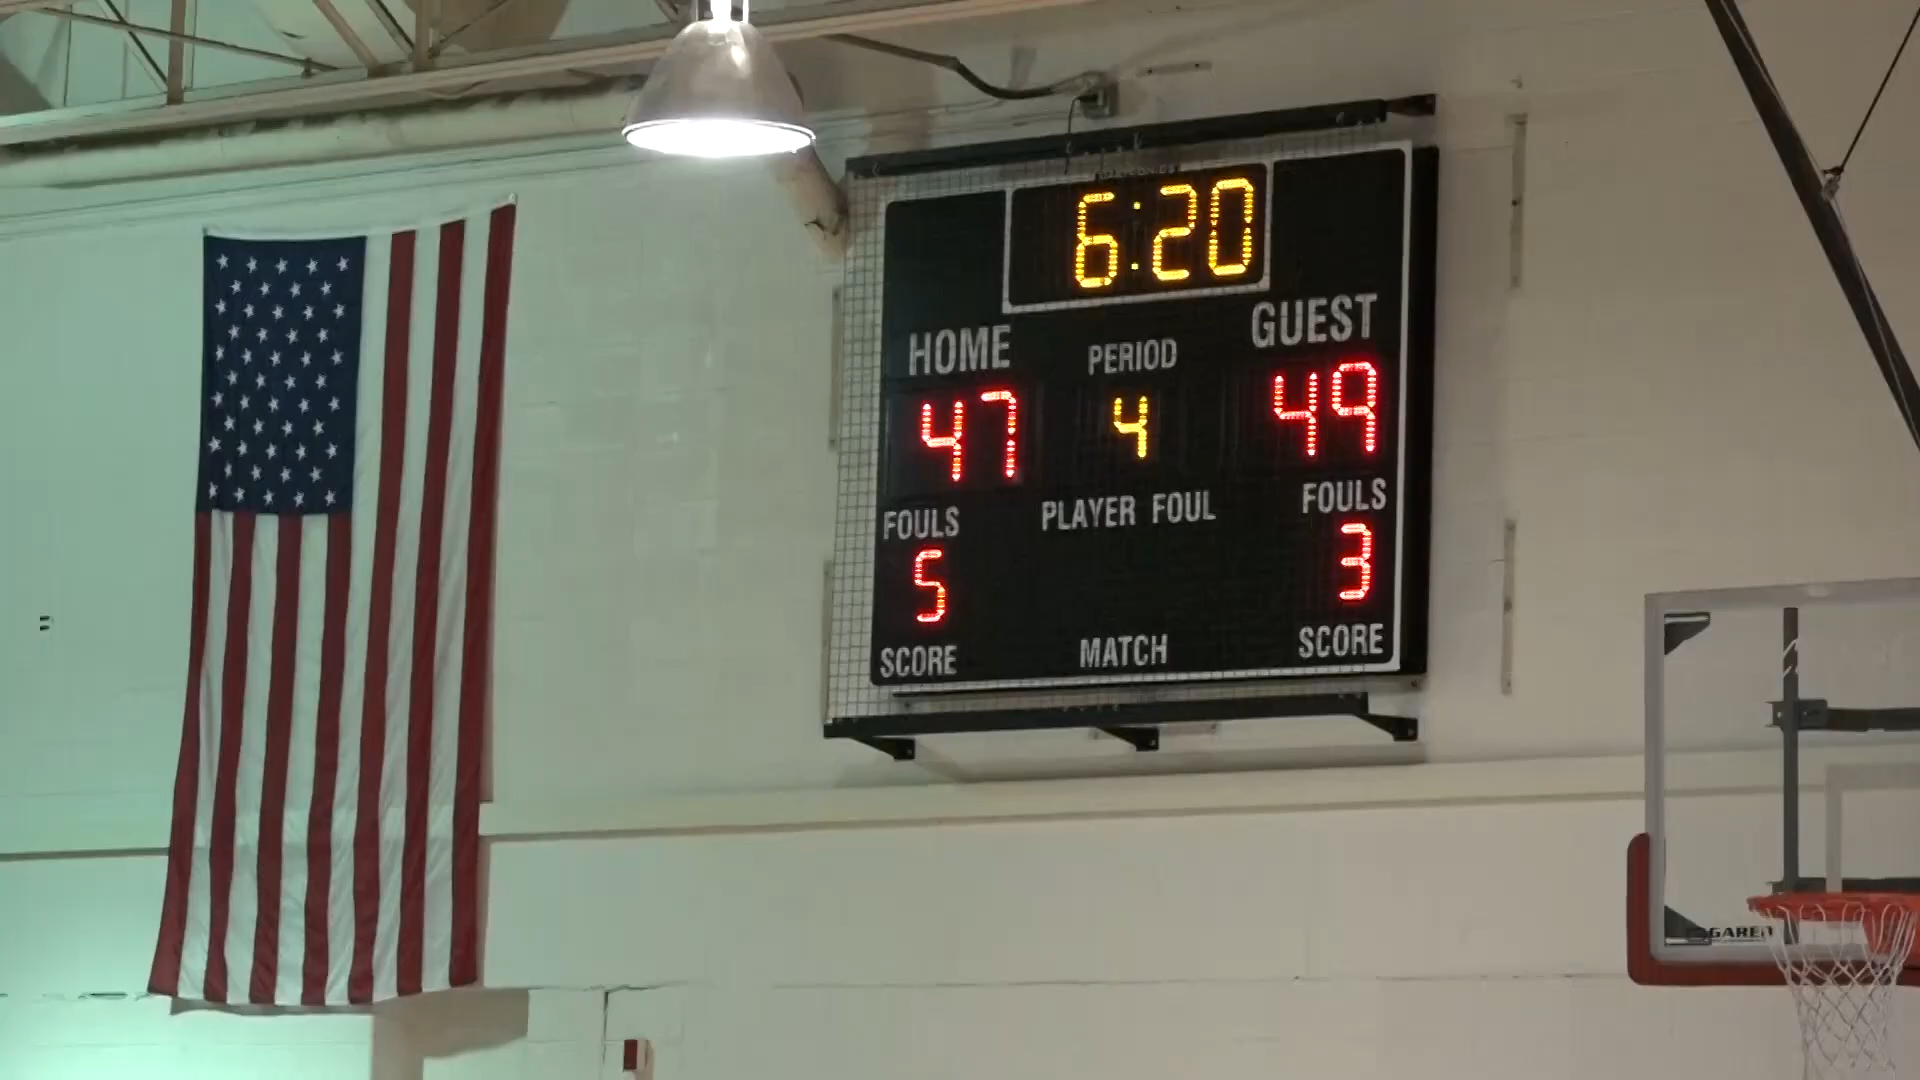 6:20
HOME PERIOD GUEST
47 4 49
FOULS PLAYER FOUL FOULS
5 3
SCORE MATCH SCORE